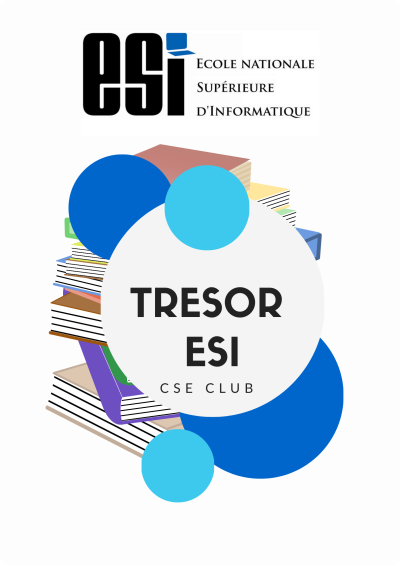 esi
Ecole nationale
Supérieure
d'Informatique
TRESOR
ESI
CSE CLUB